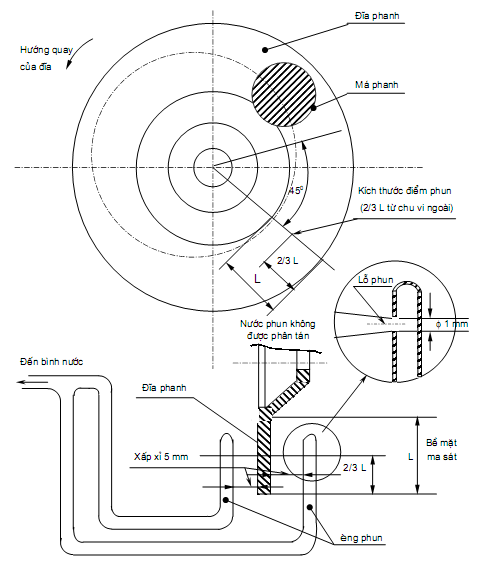 Đĩa phanh
Hướng quay
của đĩa
Má phanh
45⁰
Kích thước điểm phun
(2/3 L từ chu vi ngoài)
2/3 L
L
Lỗ phun
Nước phun không
được phân tán
ϕ 1 mm
Đến bình nước
Đĩa phanh
Xấp xỉ 5 mm
2/3 L
L
Bề mặt
ma sát
èng phun